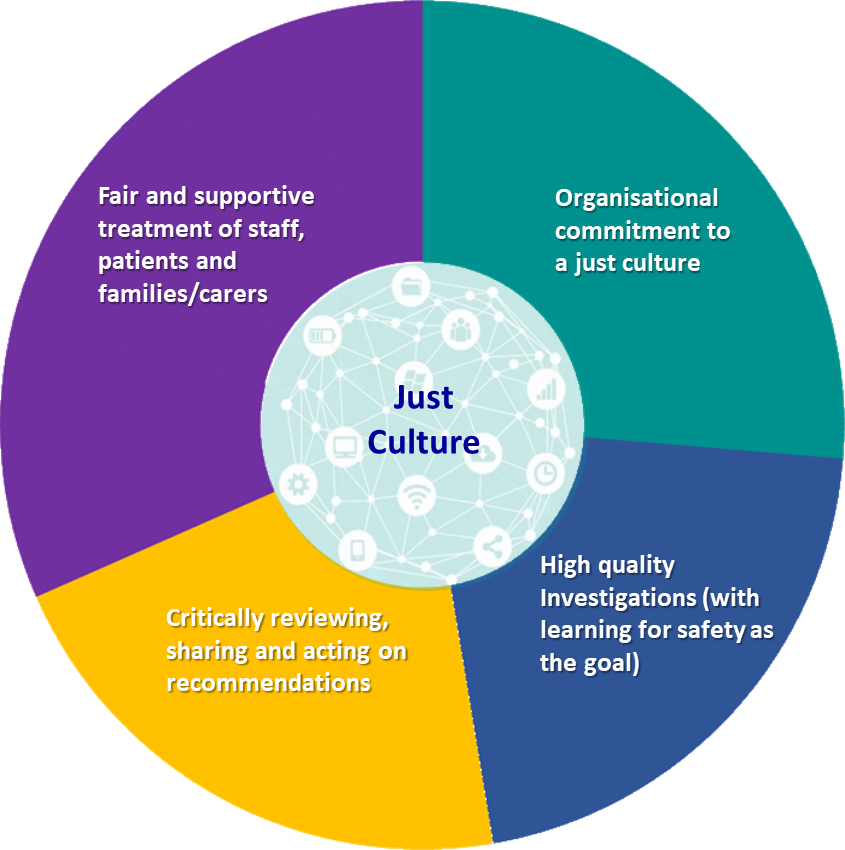 Fair and supportive
treatment of staff,
patients and
families/carers
Organisational
commitment to
a just culture
Just
Culture
High quality
Investigations (with
learning for safety as
the goal)
Critically reviewing,
sharing and acting on
recommendations